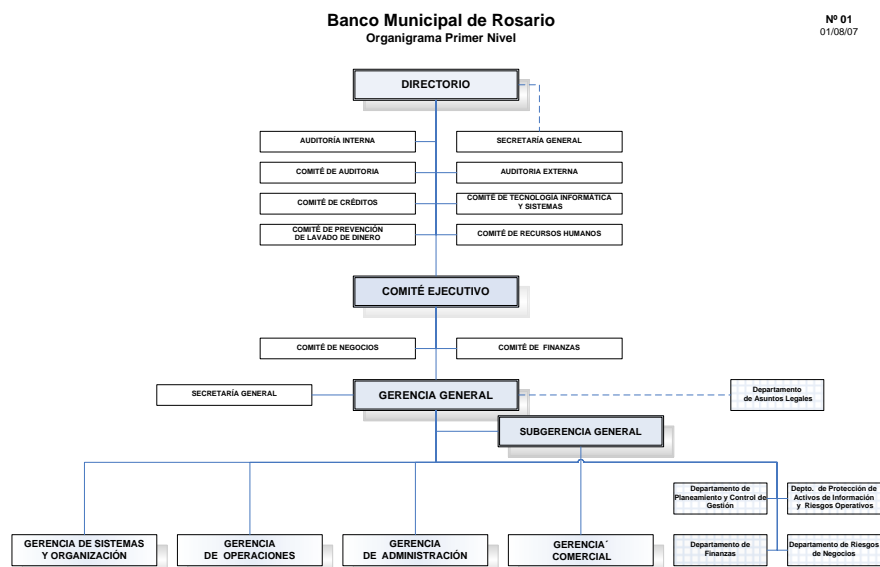 Banco Municipal de Rosario
Organigrama Primer Nivel
Nº 01
01/08/07
DIRECTORIO
AUDITORÍA INTERNA
SECRETARÍA GENERAL
COMITÉ DE AUDITORIA
AUDITORIA EXTERNA
COMITÉ DE CRÉDITOS
COMITÉ DE TECNOLOGIA INFORMÁTICA
Y SISTEMAS
COMITÉ DE PREVENCIÓN
DE LAVADO DE DINERO
COMITÉ DE RECURSOS HUMANOS
COMITÉ EJECUTIVO
COMITÉ DE NEGOCIOS
COMITÉ DE FINANZAS
SECRETARÍA GENERAL
GERENCIA GENERAL
Departamento
de Asuntos Legales
SUBGERENCIA GENERAL
Departamento de
Planeamiento y Control de
Gestión
Depto. de Protección de
Activos de Información
y Riesgos Operativos
GERENCIA DE SISTEMAS
Y ORGANIZACIÓN
GERENCIA
DE OPERACIONES
GERENCIA
DE ADMINISTRACIÓN
GERENCIA´
COMERCIAL
Departamento de
Finanzas
Departamento de Riesgos
de Negocios